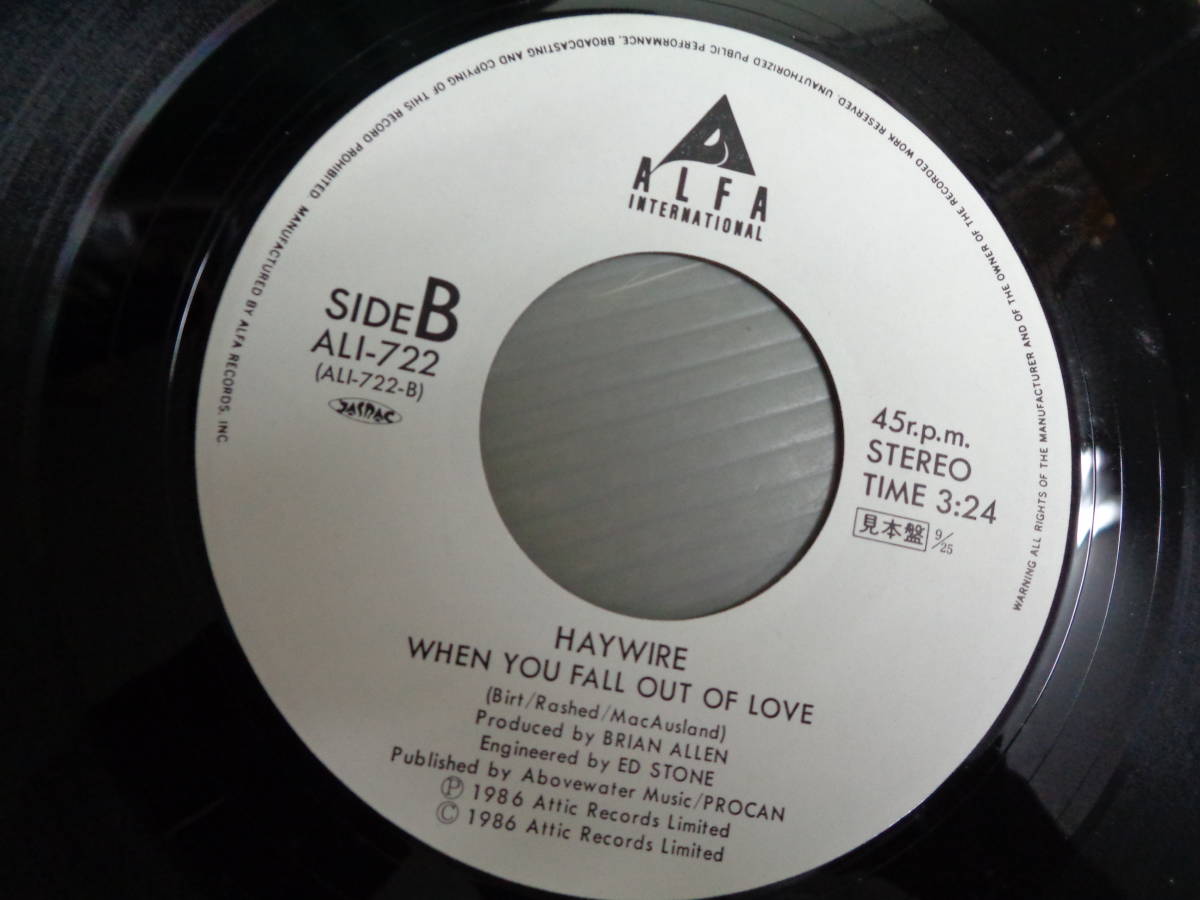 MANUFACTURED BY ALFA RECORDS, INC.
WARNING ALL RIGHTS OF THE MANUFACTURER AND OF THE OWNER OF THE RECORDED WORK RESERVED. UNAUTHORIZED PUBLIC PERFORMANCE, BROADCASTING AND COPYING OF THIS RECORD PROHIBITED.
ALFA
INTERNATIONAL
SIDE B
ALI-722
(ALI-722-B)
JASRAC
45r.p.m.
STEREO
TIME 3:24
見本盤 9/25
HAYWIRE
WHEN YOU FALL OUT OF LOVE
(Birt/Rashed/MacAusland)
Produced by BRIAN ALLEN
Engineered by ED STONE
Published by Abovewater Music/PROCAN
Ⓟ 1986 Attic Records Limited
© 1986 Attic Records Limited